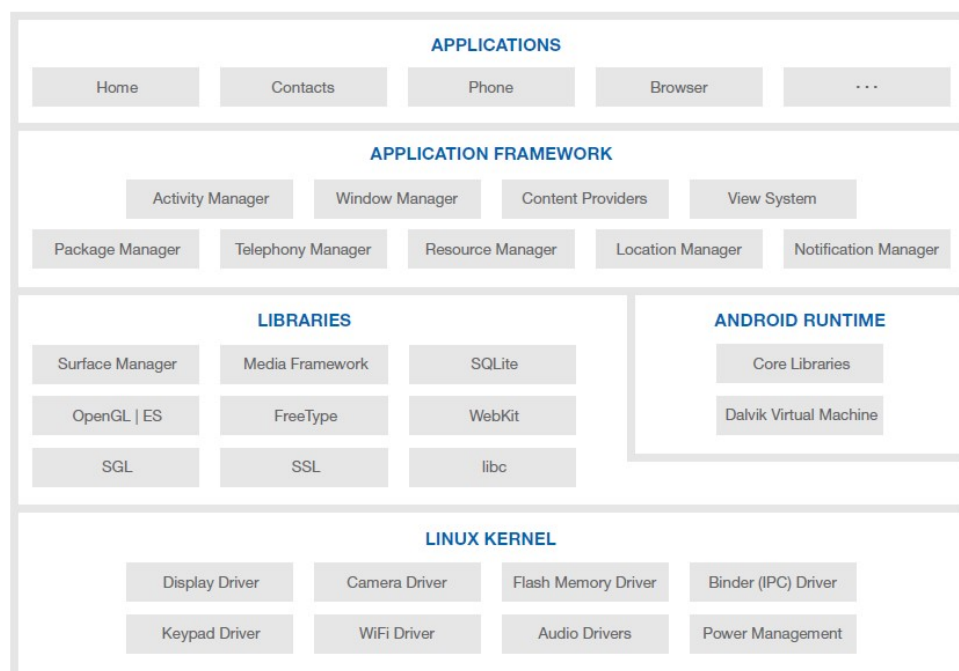 APPLICATIONS
Home Contacts Phone Browser ...
APPLICATION FRAMEWORK
Activity Manager Window Manager Content Providers View System
Package Manager Telephony Manager Resource Manager Location Manager Notification Manager
LIBRARIES
Surface Manager Media Framework SQLite
OpenGL | ES FreeType WebKit
SGL SSL libc
ANDROID RUNTIME
Core Libraries
Dalvik Virtual Machine
LINUX KERNEL
Display Driver Camera Driver Flash Memory Driver Binder (IPC) Driver
Keypad Driver WiFi Driver Audio Drivers Power Management